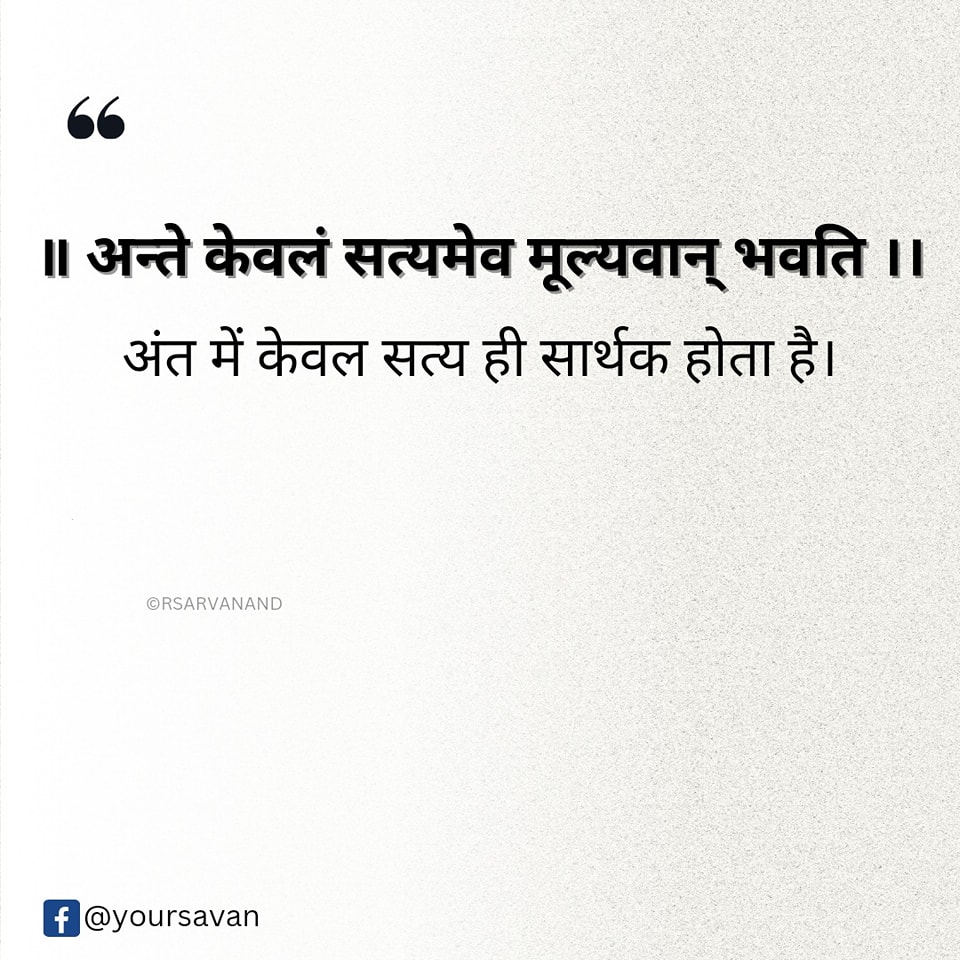 “
॥ अन्ते केवलं सत्यमेव मूल्यवान् भवति ।।
अंत में केवल सत्य ही सार्थक होता है।
©RSARVANAND
@yoursavan